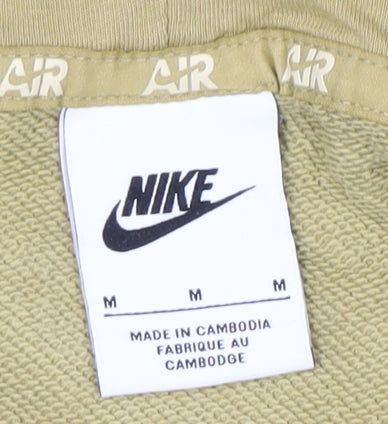 AIR AIR AIR
NIKE
M M M
MADE IN CAMBODIA
FABRIQUE AU
CAMBODGE